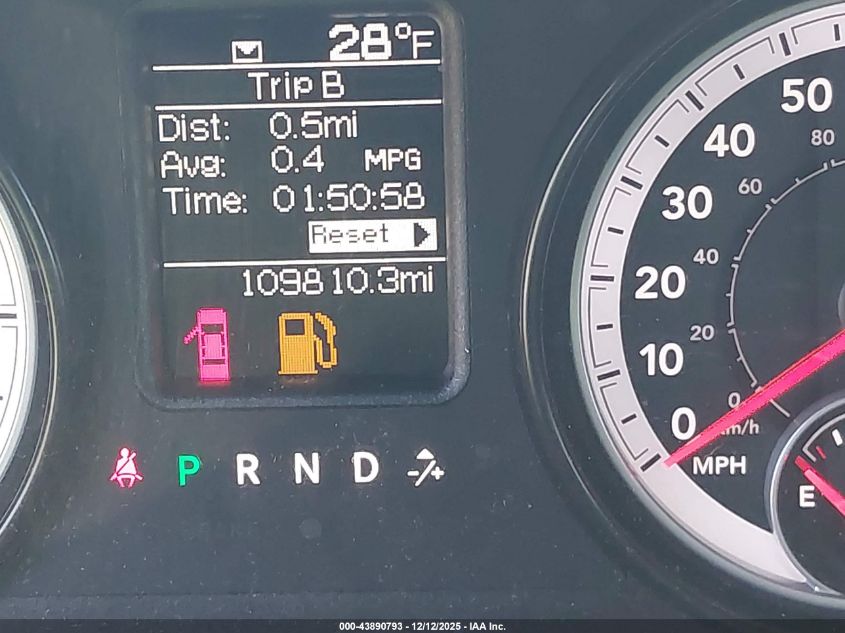 28°F
Trip B
Dist: 0.5mi
Avg: 0.4 MPG
Time: 01:50:58
Reset
109810.3mi
P R N D -/+
50
40
30
20
10
0
MPH
80
60
40
20
0
km/h
E
000-43890793 - 12/12/2025 - IAA Inc.